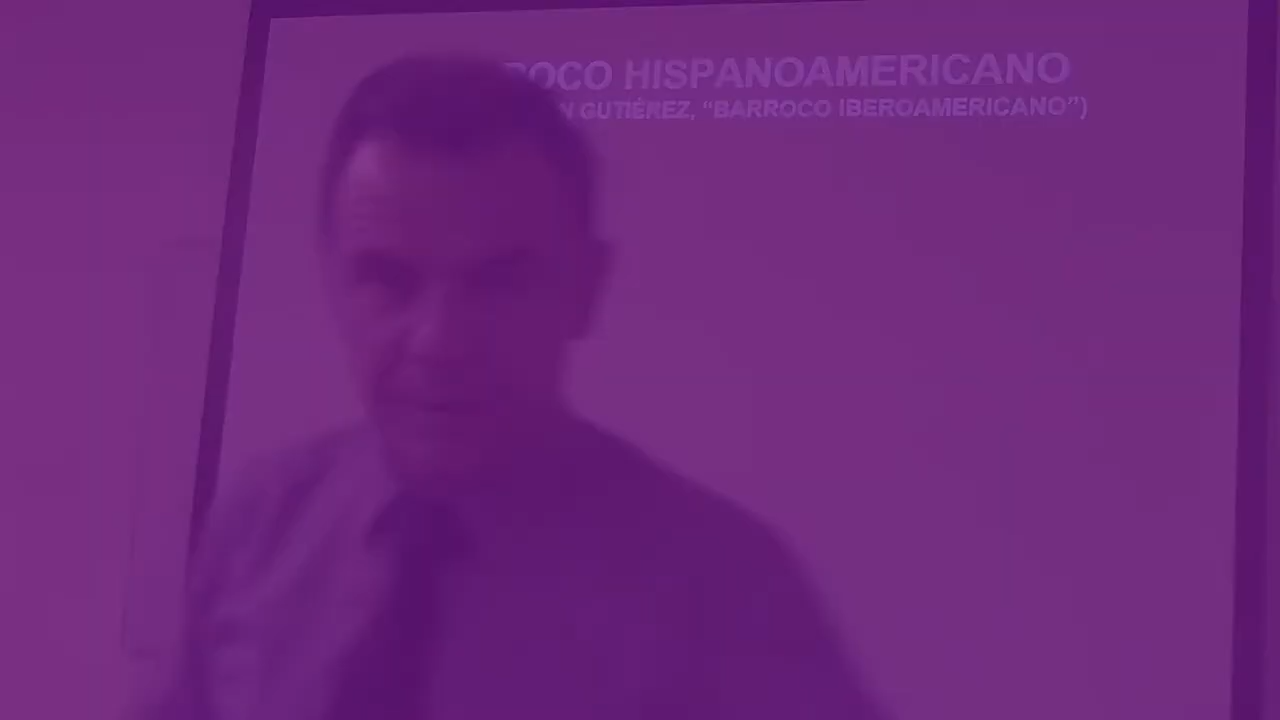 ROCO HISPANOAMERICANO
N GUTIÉREZ, “BARROCO IBEROAMERICANO”)